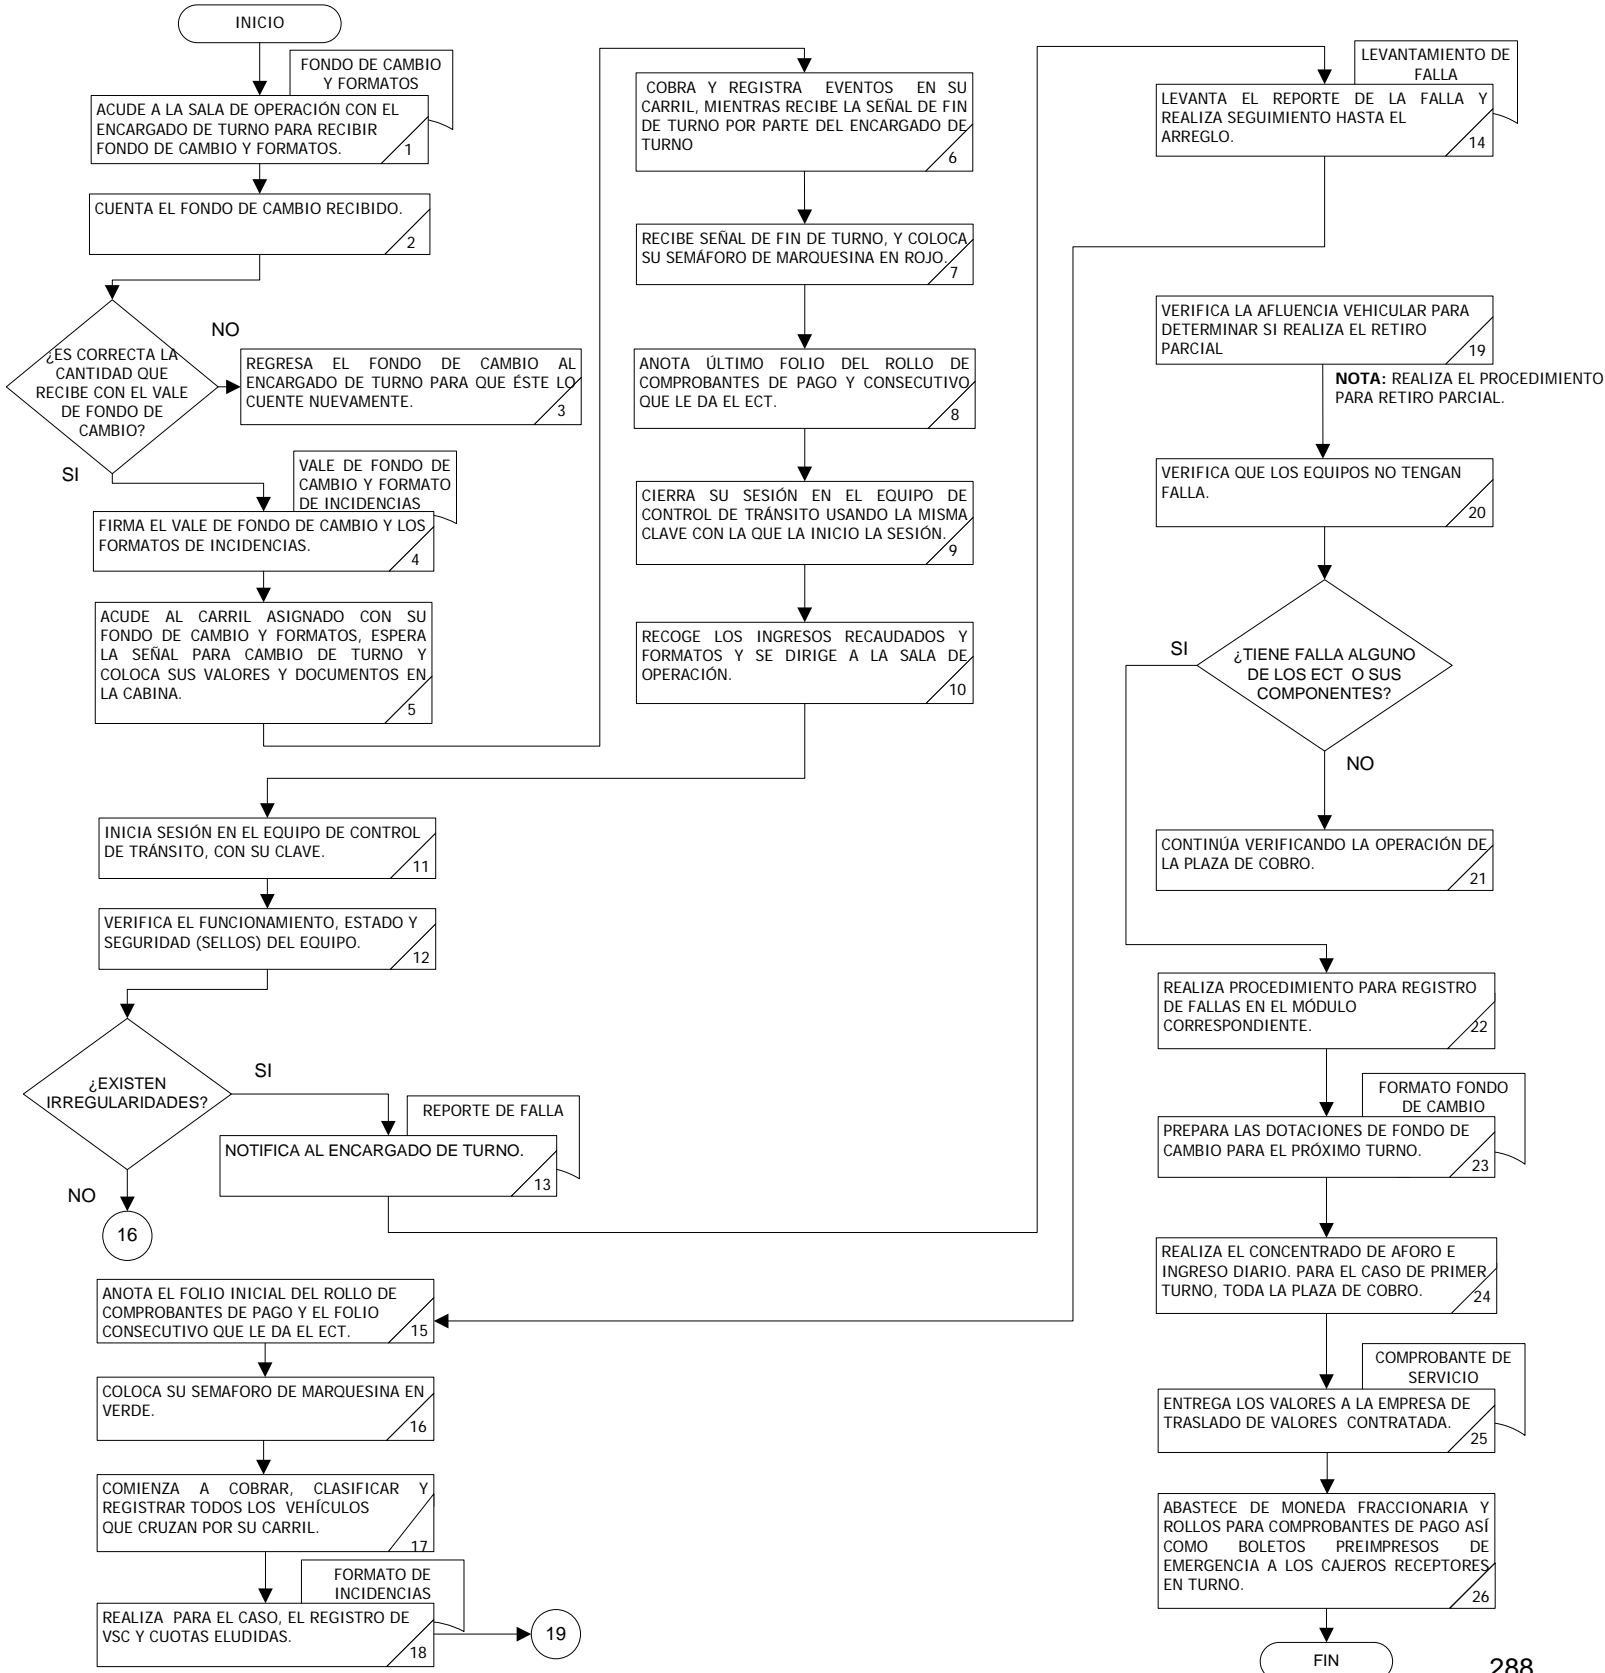 INICIO
FONDO DE CAMBIO
Y FORMATOS
ACUDE A LA SALA DE OPERACIÓN CON EL
ENCARGADO DE TURNO PARA RECIBIR
FONDO DE CAMBIO Y FORMATOS.
1
CUENTA EL FONDO DE CAMBIO RECIBIDO.
2
¿ES CORRECTA LA
CANTIDAD QUE
RECIBE CON EL VALE
DE FONDO DE
CAMBIO?
NO
REGRESA EL FONDO DE CAMBIO AL
ENCARGADO DE TURNO PARA QUE ÉSTE LO
CUENTE NUEVAMENTE.
3
SI
VALE DE FONDO DE
CAMBIO Y FORMATO
DE INCIDENCIAS
FIRMA EL VALE DE FONDO DE CAMBIO Y LOS
FORMATOS DE INCIDENCIAS.
4
ACUDE AL CARRIL ASIGNADO CON SU
FONDO DE CAMBIO Y FORMATOS, ESPERA
LA SEÑAL PARA CAMBIO DE TURNO Y
COLOCA SUS VALORES Y DOCUMENTOS EN
LA CABINA.
5
COBRA Y REGISTRA EVENTOS EN SU
CARRIL, MIENTRAS RECIBE LA SEÑAL DE FIN
DE TURNO POR PARTE DEL ENCARGADO DE
TURNO
6
RECIBE SEÑAL DE FIN DE TURNO, Y COLOCA
SU SEMÁFORO DE MARQUESINA EN ROJO.
7
ANOTA ÚLTIMO FOLIO DEL ROLLO DE
COMPROBANTES DE PAGO Y CONSECUTIVO
QUE LE DA EL ECT.
8
CIERRA SU SESIÓN EN EL EQUIPO DE
CONTROL DE TRÁNSITO USANDO LA MISMA
CLAVE CON LA QUE LA INICIO LA SESIÓN.
9
RECOGE LOS INGRESOS RECAUDADOS Y
FORMATOS Y SE DIRIGE A LA SALA DE
OPERACIÓN.
10
INICIA SESIÓN EN EL EQUIPO DE CONTROL
DE TRÁNSITO, CON SU CLAVE.
11
VERIFICA EL FUNCIONAMIENTO, ESTADO Y
SEGURIDAD (SELLOS) DEL EQUIPO.
12
¿EXISTEN
IRREGULARIDADES?
SI
REPORTE DE FALLA
NOTIFICA AL ENCARGADO DE TURNO.
13
NO
16
LEVANTAMIENTO DE
FALLA
LEVANTA EL REPORTE DE LA FALLA Y
REALIZA SEGUIMIENTO HASTA EL
ARREGLO.
14
ANOTA EL FOLIO INICIAL DEL ROLLO DE
COMPROBANTES DE PAGO Y EL FOLIO
CONSECUTIVO QUE LE DA EL ECT.
15
COLOCA SU SEMAFORO DE MARQUESINA EN
VERDE.
16
COMIENZA A COBRAR, CLASIFICAR Y
REGISTRAR TODOS LOS VEHÍCULOS
QUE CRUZAN POR SU CARRIL.
17
FORMATO DE
INCIDENCIAS
REALIZA PARA EL CASO, EL REGISTRO DE
VSC Y CUOTAS ELUDIDAS.
18
19
VERIFICA LA AFLUENCIA VEHICULAR PARA
DETERMINAR SI REALIZA EL RETIRO
PARCIAL
19
NOTA: REALIZA EL PROCEDIMIENTO
PARA RETIRO PARCIAL.
VERIFICA QUE LOS EQUIPOS NO TENGAN
FALLA.
20
¿TIENE FALLA ALGUNO
DE LOS ECT O SUS
COMPONENTES?
SI
NO
CONTINÚA VERIFICANDO LA OPERACIÓN DE
LA PLAZA DE COBRO.
21
REALIZA PROCEDIMIENTO PARA REGISTRO
DE FALLAS EN EL MÓDULO
CORRESPONDIENTE.
22
FORMATO FONDO
DE CAMBIO
PREPARA LAS DOTACIONES DE FONDO DE
CAMBIO PARA EL PRÓXIMO TURNO.
23
REALIZA EL CONCENTRADO DE AFORO E
INGRESO DIARIO. PARA EL CASO DE PRIMER
TURNO, TODA LA PLAZA DE COBRO.
24
COMPROBANTE DE
SERVICIO
ENTREGA LOS VALORES A LA EMPRESA DE
TRASLADO DE VALORES CONTRATADA.
25
ABASTECE DE MONEDA FRACCIONARIA Y
ROLLOS PARA COMPROBANTES DE PAGO ASÍ
COMO BOLETOS PREIMPRESOS DE
EMERGENCIA A LOS CAJEROS RECEPTORES
EN TURNO.
26
FIN
288